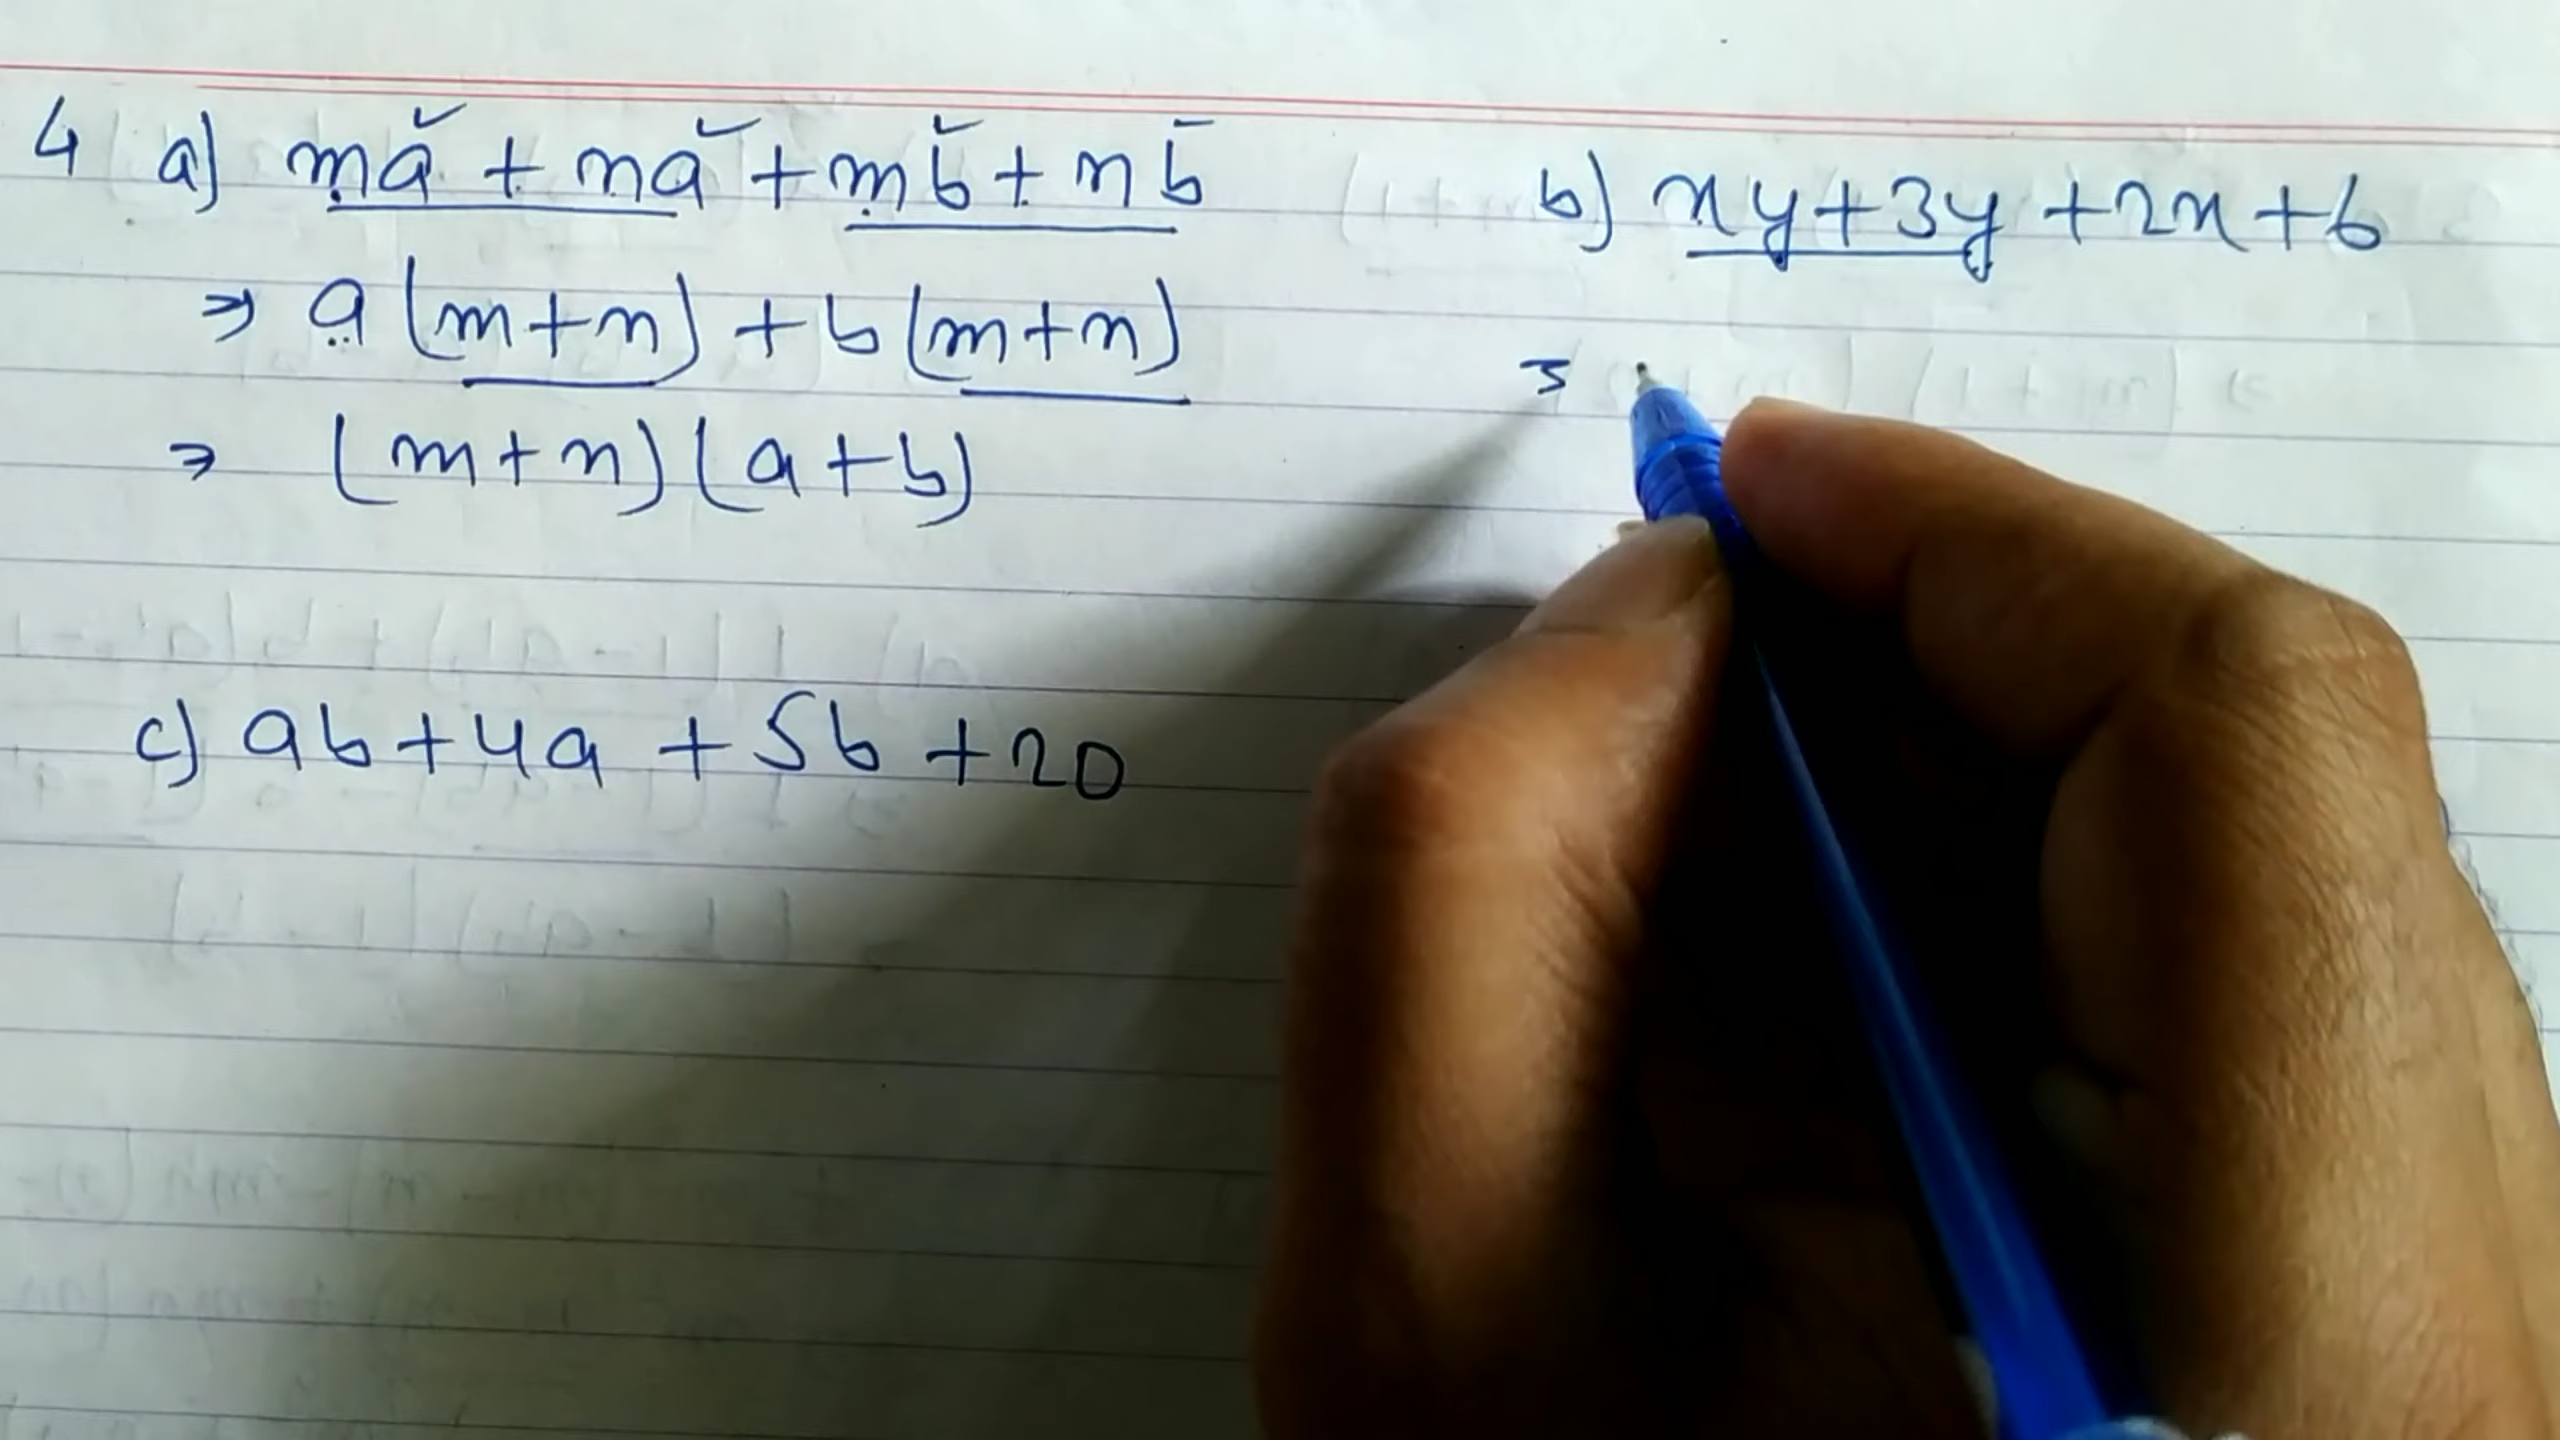 4 a) ma + na + mb + nb
⇒ a(m+n) + b(m+n)
⇒ (m+n)(a+b)
b) xy+3y +2x+6
⇒
c) ab+4a +5b +20